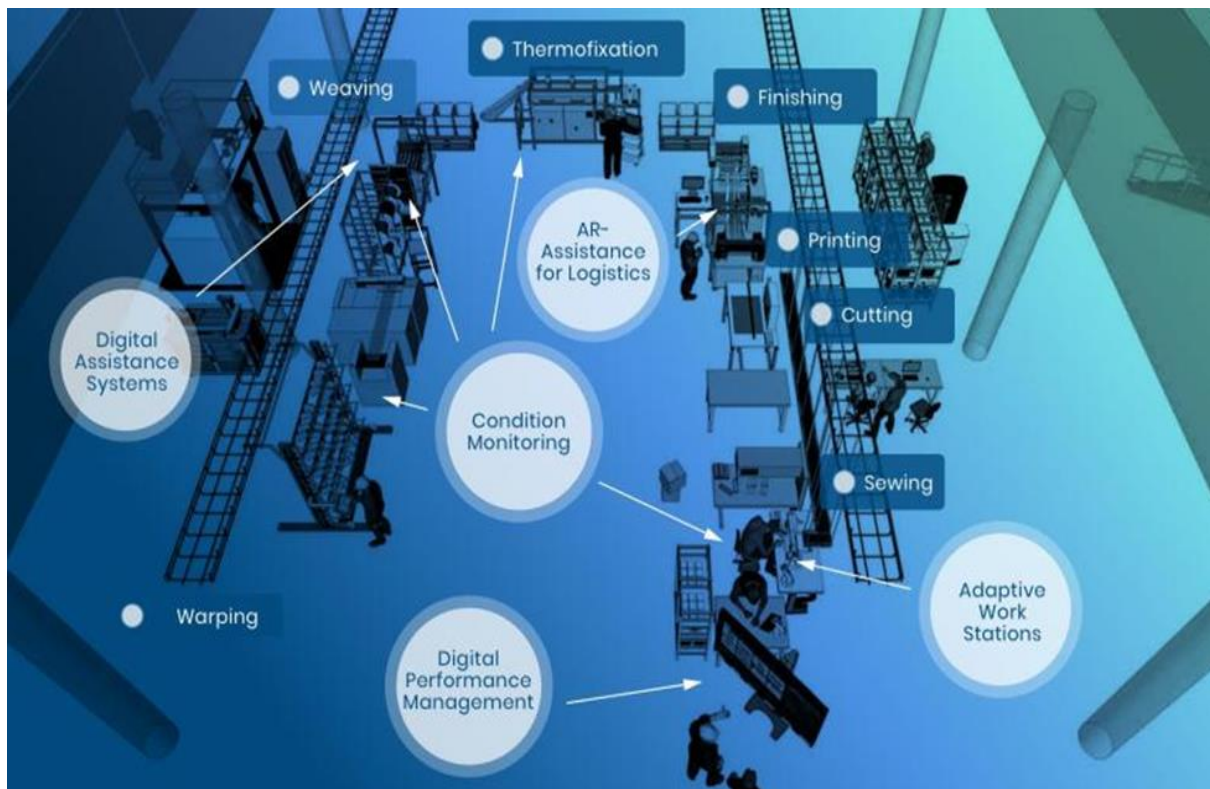 Thermofixation
Weaving
Finishing
AR-
Assistance
for Logistics
Printing
Cutting
Digital
Assistance
Systems
Condition
Monitoring
Sewing
Adaptive
Work
Stations
Warping
Digital
Performance
Management